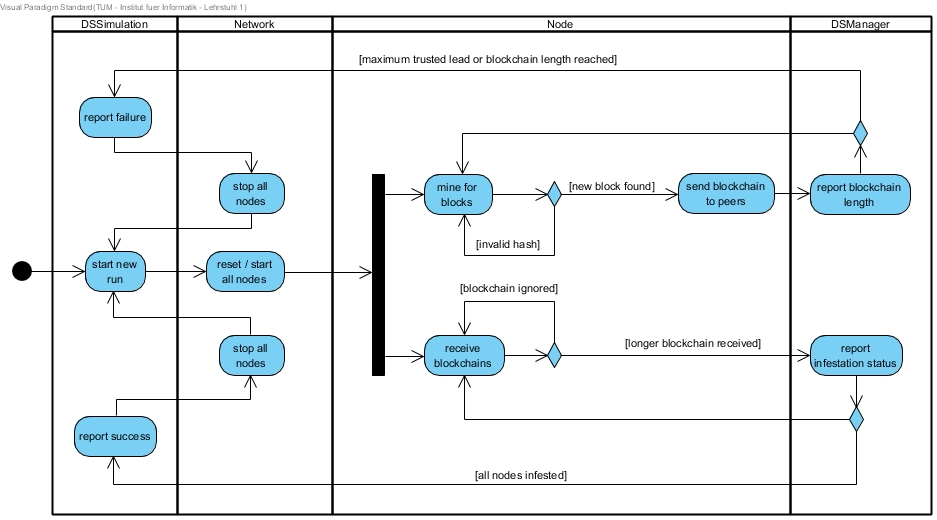 Visual Paradigm Standard(TUM - Institut fuer Informatik - Lehrstuhl 1)
DSSimulation
Network
Node
DSManager
[maximum trusted lead or blockchain length reached]
report failure
stop all
nodes
mine for
blocks
[new block found]
send blockchain
to peers
report blockchain
length
[invalid hash]
start new
run
reset / start
all nodes
[blockchain ignored]
stop all
nodes
receive
blockchains
[longer blockchain received]
report
infestation status
report success
[all nodes infested]